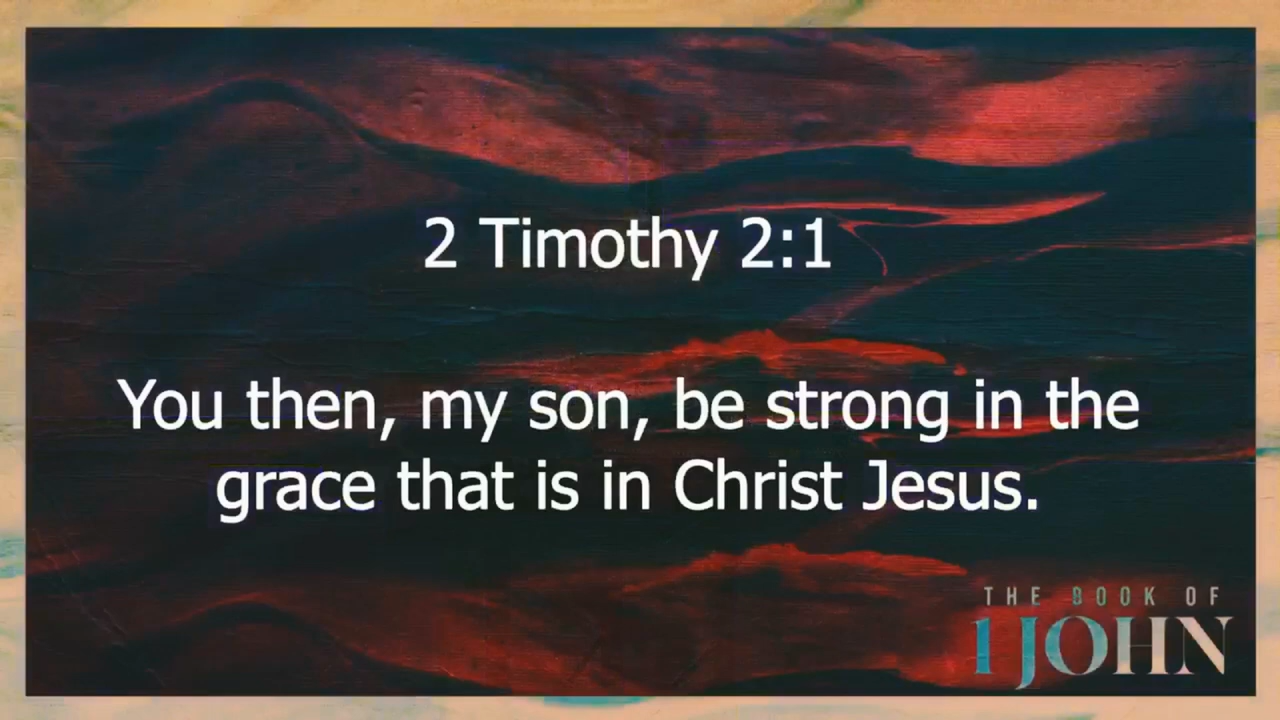 2 Timothy 2:1
You then, my son, be strong in the
grace that is in Christ Jesus.
THE BOOK OF
1 JOHN